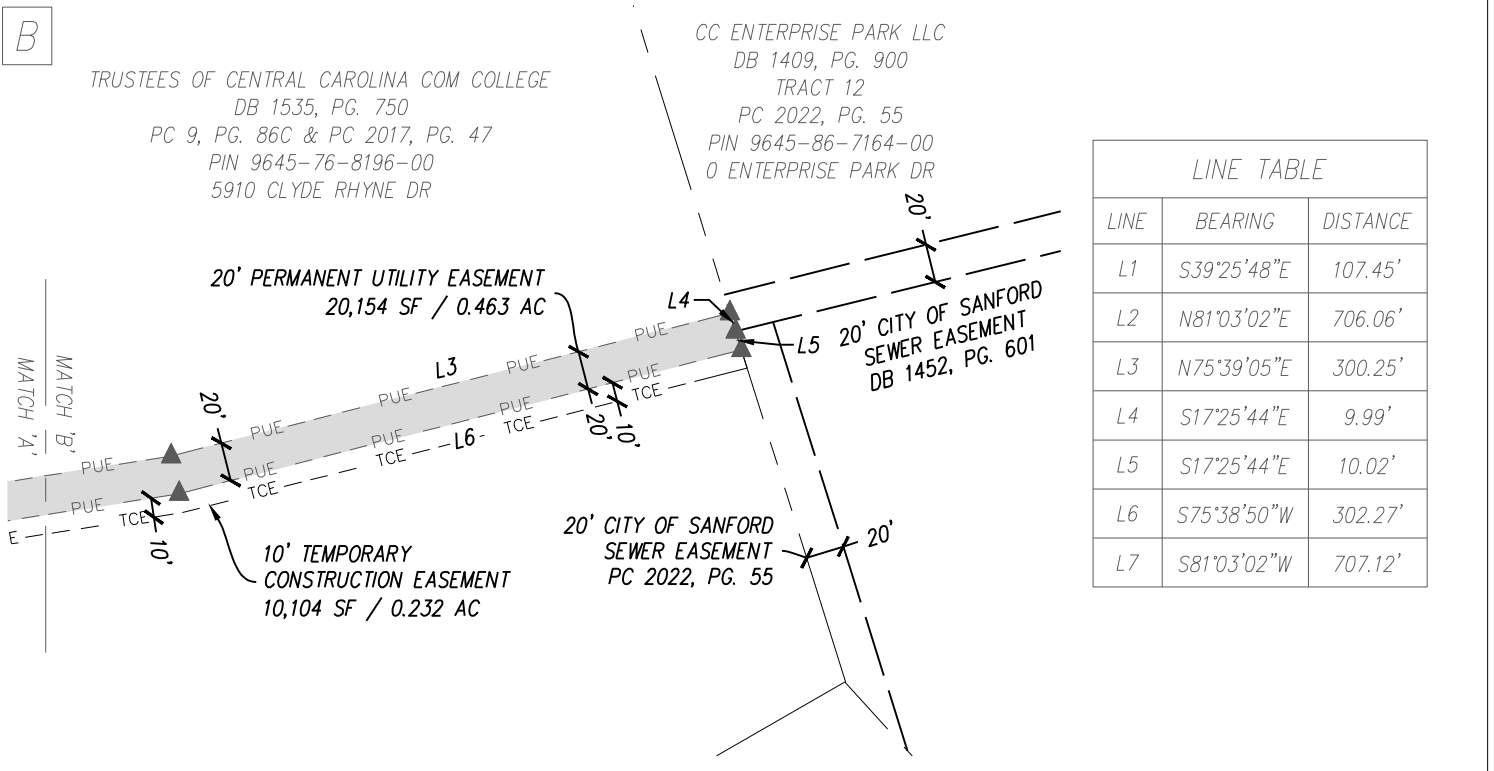 B
TRUSTEES OF CENTRAL CAROLINA COM COLLEGE
DB 1535, PG. 750
PC 9, PG. 86C & PC 2017, PG. 47
PIN 9645-76-8196-00
5910 CLYDE RHYNE DR
CC ENTERPRISE PARK LLC
DB 1409, PG. 900
TRACT 12
PC 2022, PG. 55
PIN 9645-86-7164-00
0 ENTERPRISE PARK DR
20'
20' PERMANENT UTILITY EASEMENT
20,154 SF / 0.463 AC
L4
L5
20' CITY OF SANFORD
SEWER EASEMENT
DB 1452, PG. 601
MATCH 'A'
MATCH 'B'
PUE
PUE
PUE
PUE
PUE
L3
20'
PUE
PUE
PUE
PUE
PUE
20'
10'
L6
E
TCE
TCE
TCE
TCE
TCE
10'
10' TEMPORARY
CONSTRUCTION EASEMENT
10,104 SF / 0.232 AC
20' CITY OF SANFORD
SEWER EASEMENT
PC 2022, PG. 55
20'
LINE TABLE
LINE BEARING DISTANCE
L1 S39°25'48"E 107.45'
L2 N81°03'02"E 706.06'
L3 N75°39'05"E 300.25'
L4 S17°25'44"E 9.99'
L5 S17°25'44"E 10.02'
L6 S75°38'50"W 302.27'
L7 S81°03'02"W 707.12'